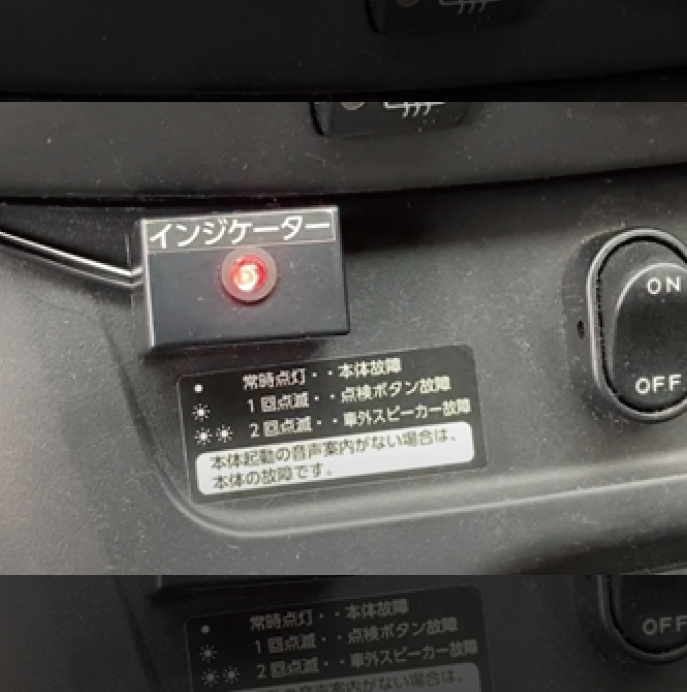 インジケーター
ON
OFF
常時点灯・・本体故障
1回点滅・・点検ボタン故障
2回点滅・・車外スピーカー故障
本体起動の音声案内がない場合は、
本体の故障です。
常時点灯・・本体故障
1回点滅・・点検ボタン故障
2回点滅・・車外スピーカー故障
OFF